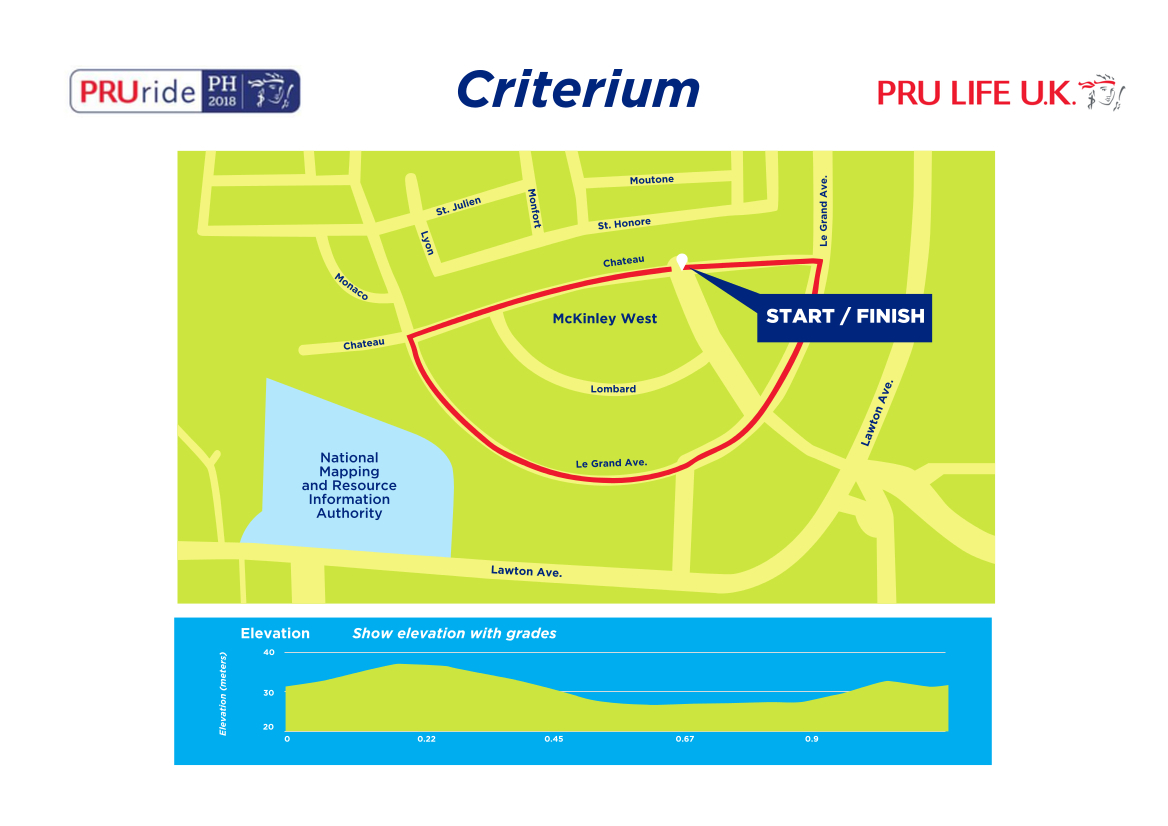 PRUride PH 2018
Criterium
PRU LIFE U.K.
Moutone
St. Julien
Monfort
Le Grand Ave.
St. Honore
Lyon
Chateau
Monaco
START / FINISH
McKinley West
Chateau
Lombard
Lawton Ave.
National
Mapping
and Resource
Information
Authority
Le Grand Ave.
Lawton Ave.
Elevation
Show elevation with grades
Elevation (meters)
40
30
20
0
0.22
0.45
0.67
0.9